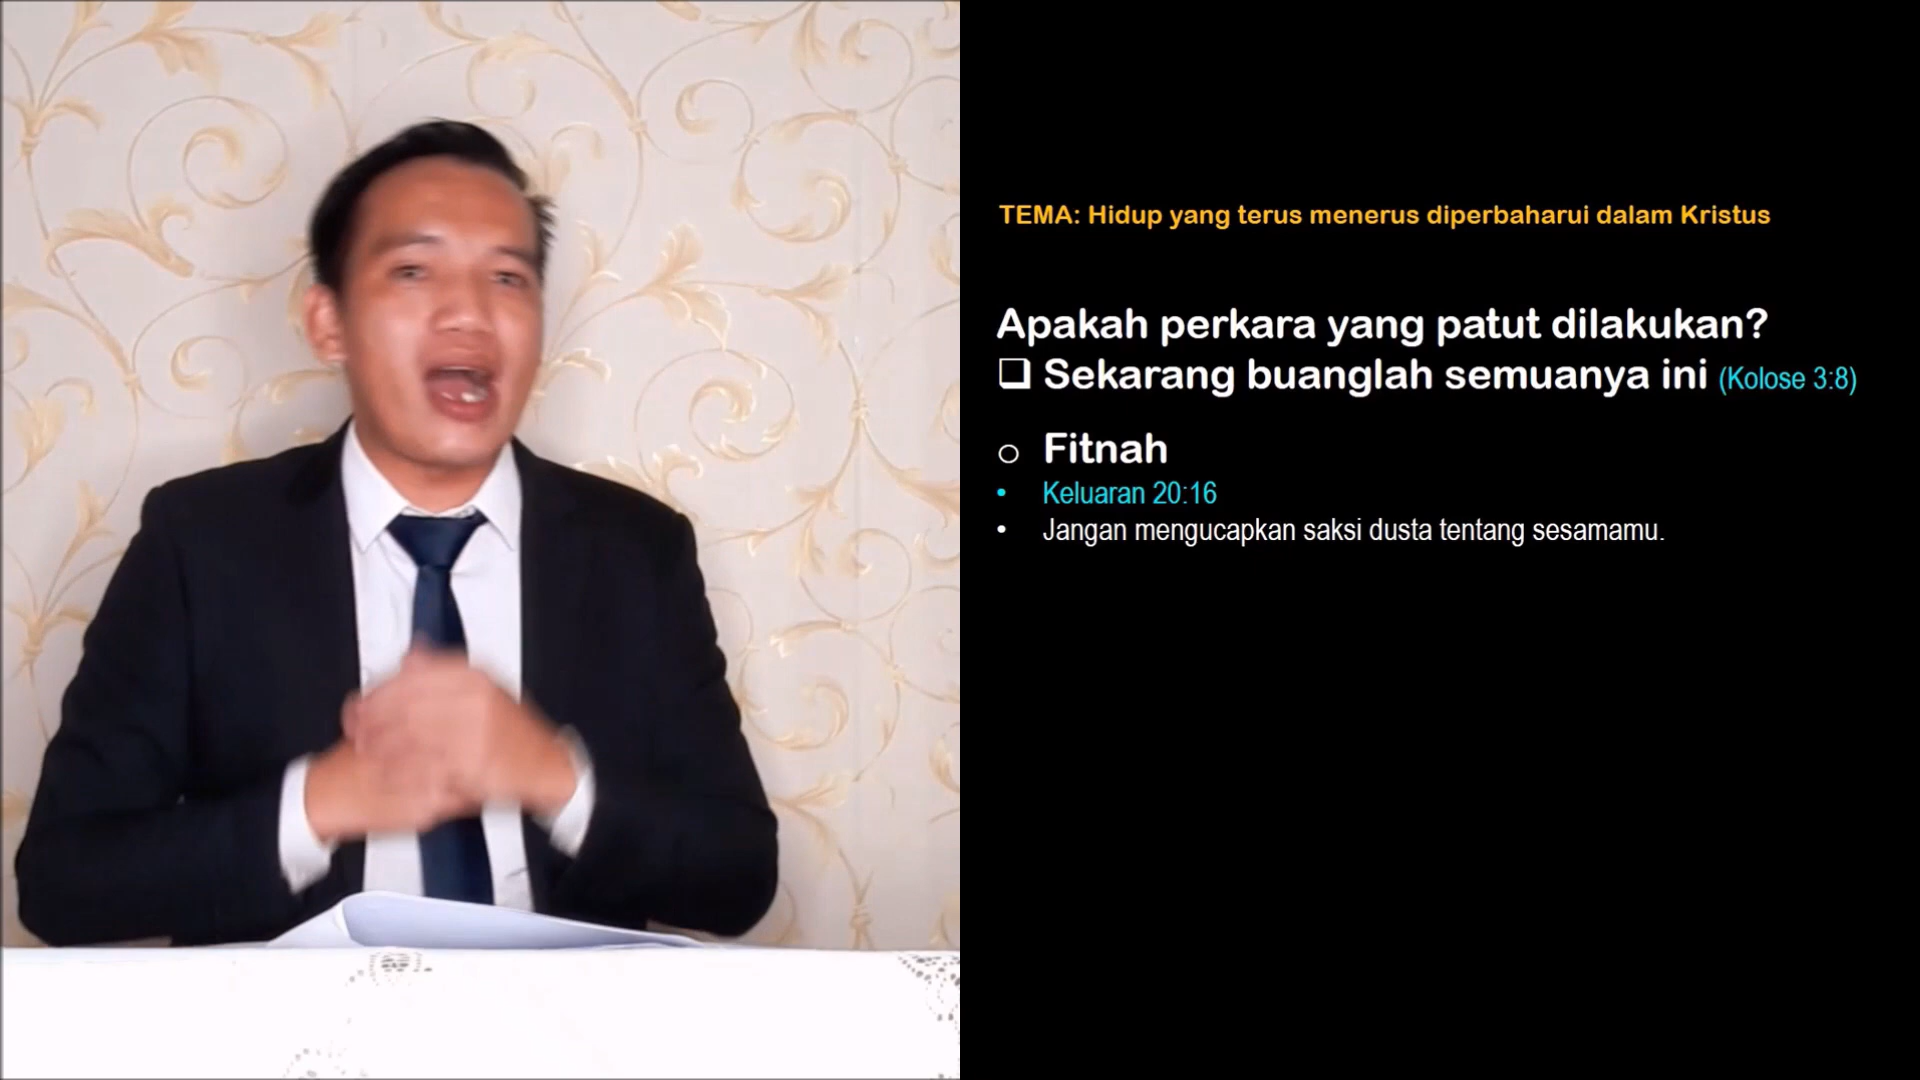 TEMA: Hidup yang terus menerus diperbaharui dalam Kristus
Apakah perkara yang patut dilakukan?
❑ Sekarang buanglah semuanya ini (Kolose 3:8)
o Fitnah
• Keluaran 20:16
• Jangan mengucapkan saksi dusta tentang sesamamu.